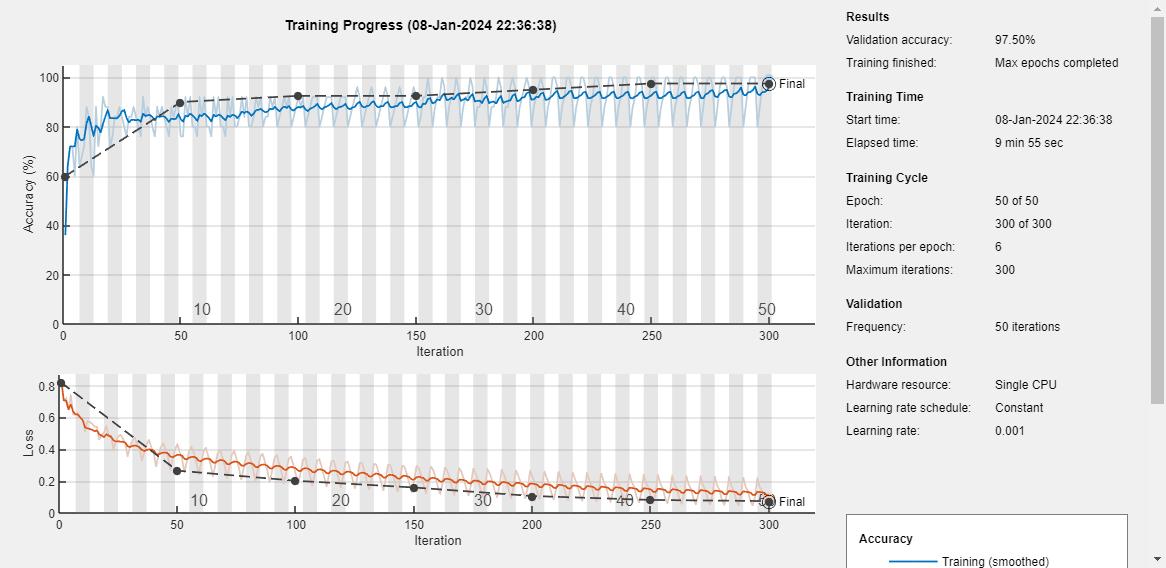 Training Progress (08-Jan-2024 22:36:38)
Accuracy (%)
100
80
60
40
20
0
10 20 30 40 50
0 50 100 150 200 250 300
Iteration
Final
Loss
0.8
0.6
0.4
0.2
0
10 20 30 40 50
0 50 100 150 200 250 300
Iteration
Final
Results
Validation accuracy: 97.50%
Training finished: Max epochs completed
Training Time
Start time: 08-Jan-2024 22:36:38
Elapsed time: 9 min 55 sec
Training Cycle
Epoch: 50 of 50
Iteration: 300 of 300
Iterations per epoch: 6
Maximum iterations: 300
Validation
Frequency: 50 iterations
Other Information
Hardware resource: Single CPU
Learning rate schedule: Constant
Learning rate: 0.001
Accuracy
Training (smoothed)